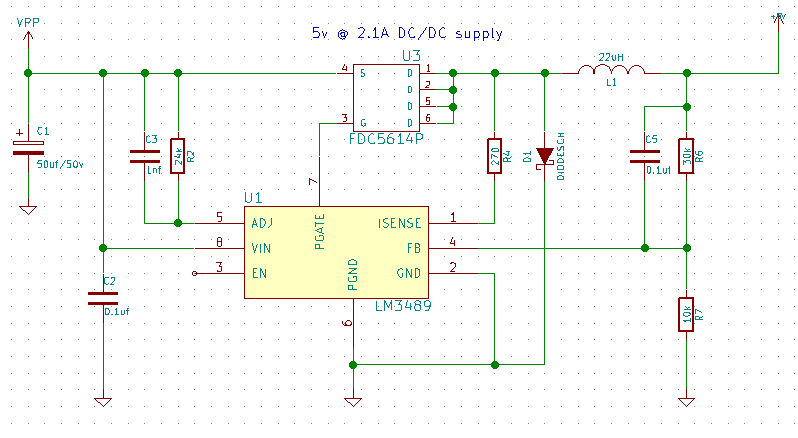 5v @ 2.1A DC/DC supply
VPP
+5V
U3
4 S D 1
D 2
D 5
3 G D 6
FDC5614P
22uH
L1
C1
+
50uf/50v
C3
1nf
24k
R2
270
R4
D1
DIODESCH
C5
0.1uf
30k
R6
U1
7
5 ADJ PGATE ISENSE 1
8 VIN FB 4
3 EN PGND GND 2
LM3489
6
C2
0.1uf
10k
R7